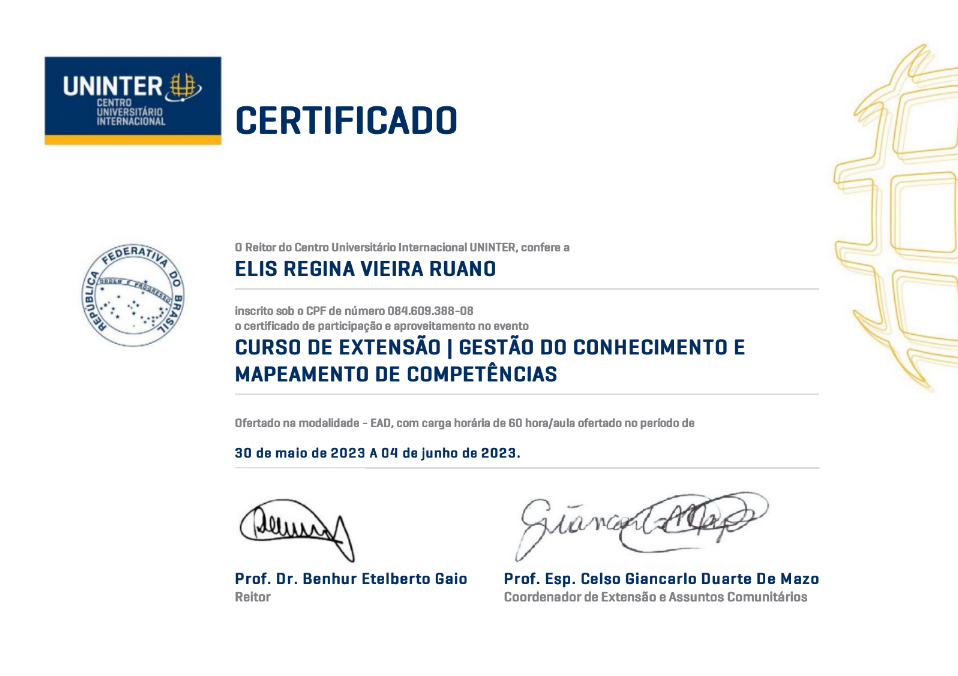 UNINTER
CENTRO
UNIVERSITÁRIO
INTERNACIONAL
CERTIFICADO
REPÚBLICA FEDERATIVA DO BRASIL
ORDEM E PROGRESSO
O Reitor do Centro Universitário Internacional UNINTER, confere a
ELIS REGINA VIEIRA RUANO
inscrito sob o CPF de número 084.609.388-08
o certificado de participação e aproveitamento no evento
CURSO DE EXTENSÃO | GESTÃO DO CONHECIMENTO E
MAPEAMENTO DE COMPETÊNCIAS
Ofertado na modalidade - EAD, com carga horária de 60 hora/aula ofertado no período de
30 de maio de 2023 A 04 de junho de 2023.
Prof. Dr. Benhur Etelberto Gaio
Reitor
Prof. Esp. Celso Giancarlo Duarte De Mazo
Coordenador de Extensão e Assuntos Comunitários